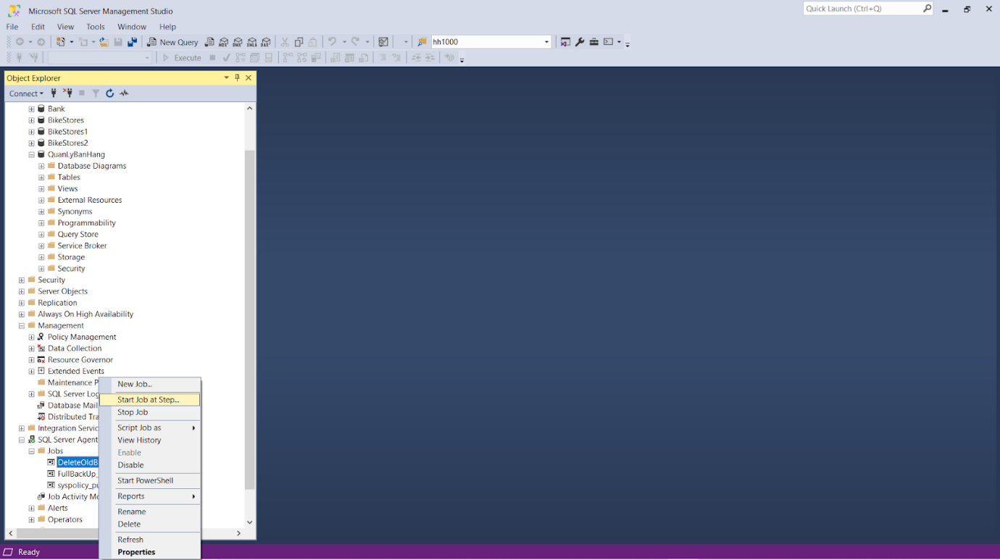 Microsoft SQL Server Management Studio
Quick Launch (Ctrl+Q)
File Edit View Tools Window Help
New Query
MDX
DMX
XMLA
DAX
hh1000
Execute
Object Explorer
Connect
Bank
BikeStores
BikeStores1
BikeStores2
QuanLyBanHang
Database Diagrams
Tables
Views
External Resources
Synonyms
Programmability
Query Store
Service Broker
Storage
Security
Security
Server Objects
Replication
Always On High Availability
Management
Policy Management
Data Collection
Resource Governor
Extended Events
Maintenance P
SQL Server Log
Database Mail
Distributed Tra
Integration Servic
SQL Server Agent
Jobs
DeleteOldB
FullBackUp_
syspolicy_pu
Job Activity Mo
Alerts
Operators
New Job...
Start Job at Step...
Stop Job
Script Job as
View History
Enable
Disable
Start PowerShell
Reports
Rename
Delete
Refresh
Properties
Ready